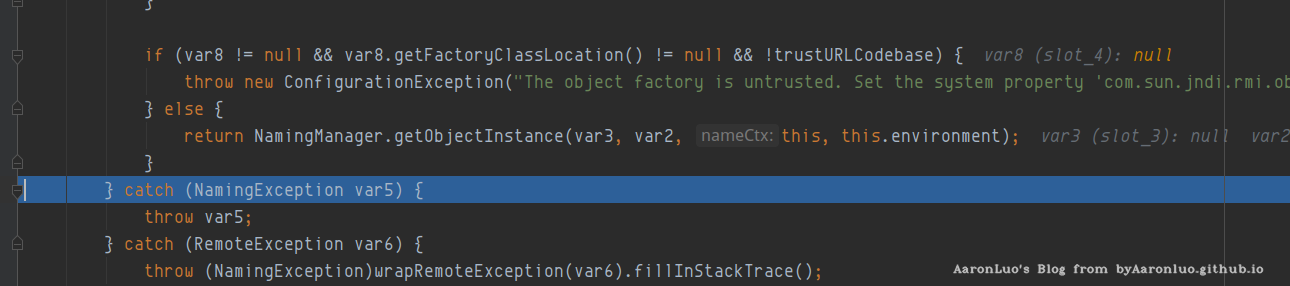 }
if (var8 != null && var8.getFactoryClassLocation() != null && !trustURLCodebase) { var8 (slot_4): null
throw new ConfigurationException("The object factory is untrusted. Set the system property 'com.sun.jndi.rmi.ob
} else {
return NamingManager.getObjectInstance(var3, var2, nameCtx: this, this.environment); var3 (slot_3): null var2
}
} catch (NamingException var5) {
throw var5;
} catch (RemoteException var6) {
throw (NamingException)wrapRemoteException(var6).fillInStackTrace();
AaronLuo's Blog from byAaronluo.github.io